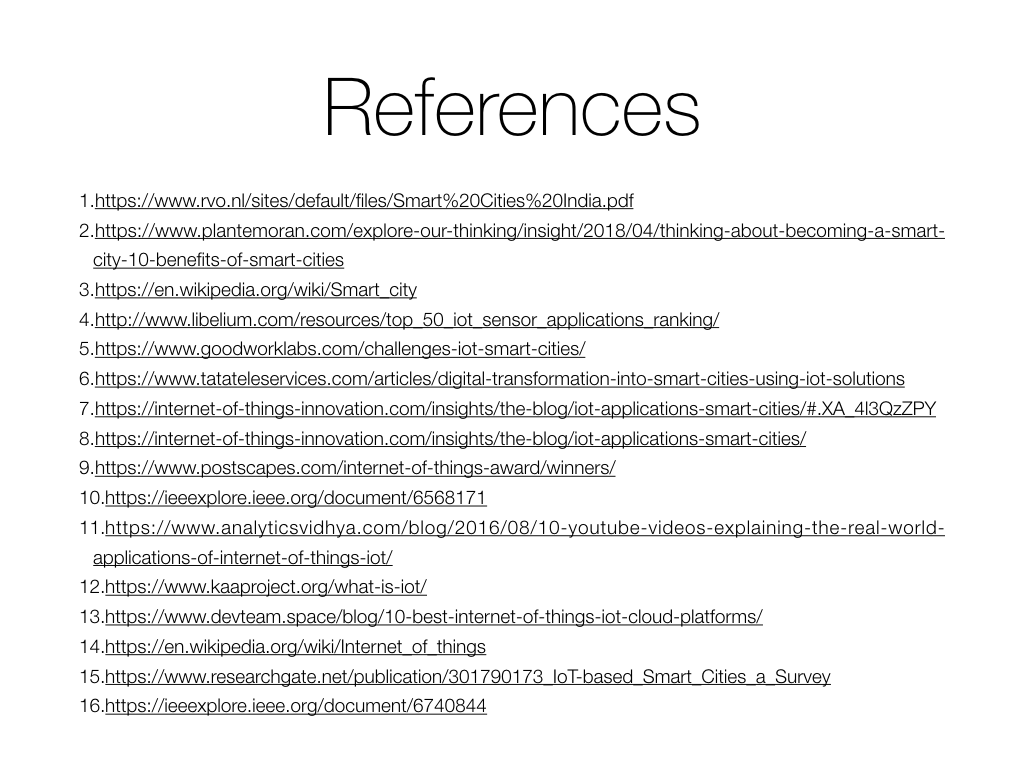 References
1.https://www.rvo.nl/sites/default/files/Smart%20Cities%20India.pdf
2.https://www.plantemoran.com/explore-our-thinking/insight/2018/04/thinking-about-becoming-a-smart-
city-10-benefits-of-smart-cities
3.https://en.wikipedia.org/wiki/Smart_city
4.http://www.libelium.com/resources/top_50_iot_sensor_applications_ranking/
5.https://www.goodworklabs.com/challenges-iot-smart-cities/
6.https://www.tatateleservices.com/articles/digital-transformation-into-smart-cities-using-iot-solutions
7.https://internet-of-things-innovation.com/insights/the-blog/iot-applications-smart-cities/#.XA_4l3QzZPY
8.https://internet-of-things-innovation.com/insights/the-blog/iot-applications-smart-cities/
9.https://www.postscapes.com/internet-of-things-award/winners/
10.https://ieeexplore.ieee.org/document/6568171
11.https://www.analyticsvidhya.com/blog/2016/08/10-youtube-videos-explaining-the-real-world-
applications-of-internet-of-things-iot/
12.https://www.kaaproject.org/what-is-iot/
13.https://www.devteam.space/blog/10-best-internet-of-things-iot-cloud-platforms/
14.https://en.wikipedia.org/wiki/Internet_of_things
15.https://www.researchgate.net/publication/301790173_IoT-based_Smart_Cities_a_Survey
16.https://ieeexplore.ieee.org/document/6740844